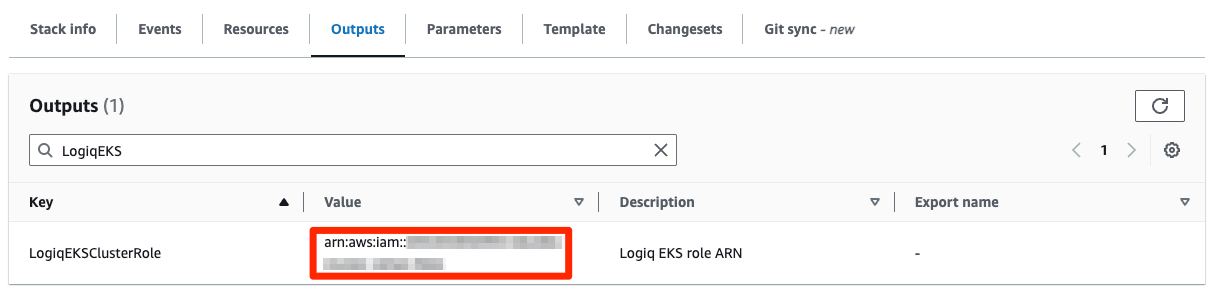 Stack info Events Resources Outputs Parameters Template Changesets Git sync - new
Outputs (1)
LogiqEKS
1
Key Value Description Export name
LogiqEKSClusterRole arn:aws:iam:: Logiq EKS role ARN -